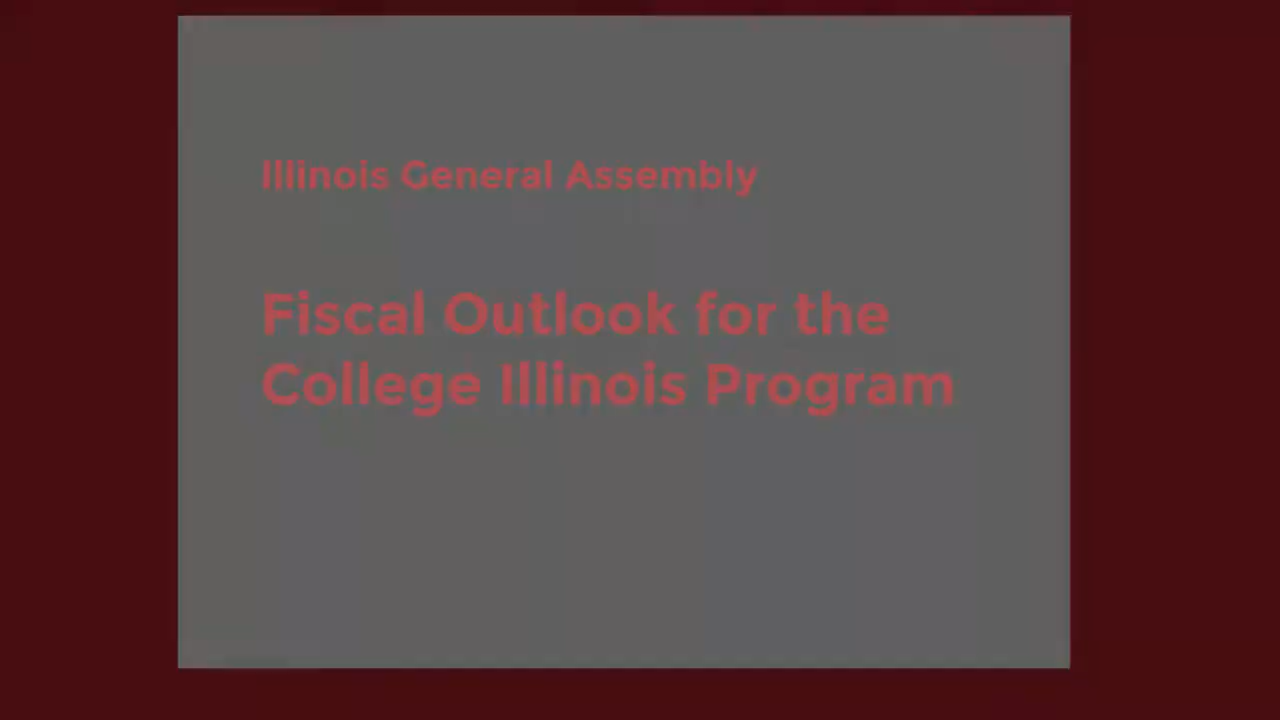 Illinois General Assembly
Fiscal Outlook for the
College Illinois Program